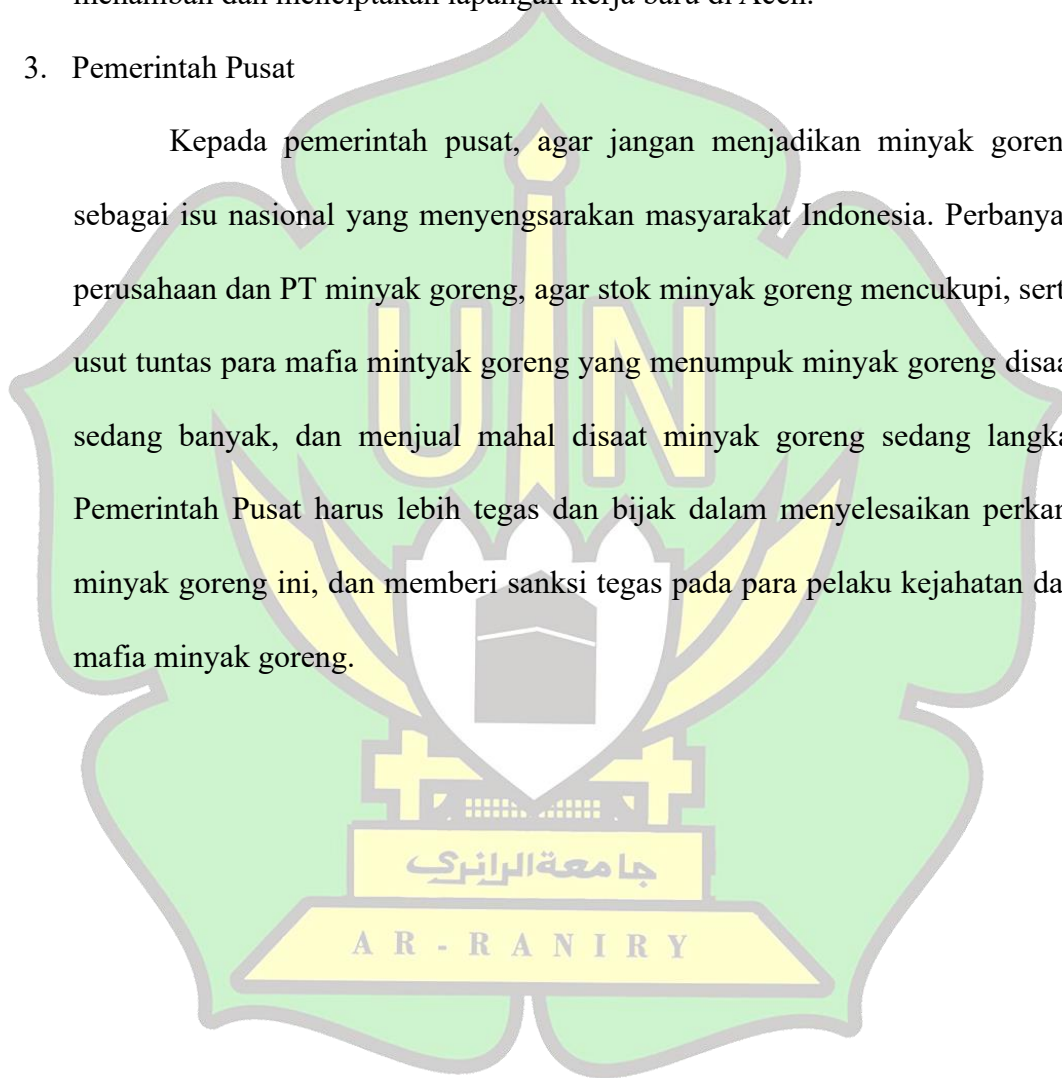 menambah dan menciptakan lapangan kerja baru di Aceh.
3. Pemerintah Pusat
Kepada pemerintah pusat, agar jangan menjadikan minyak goren
sebagai isu nasional yang menyengsarakan masyarakat Indonesia. Perbanya
perusahaan dan PT minyak goreng, agar stok minyak goreng mencukupi, sert
usut tuntas para mafia mintyak goreng yang menumpuk minyak goreng disaa
sedang banyak, dan menjual mahal disaat minyak goreng sedang langka
Pemerintah Pusat harus lebih tegas dan bijak dalam menyelesaikan perkar
minyak goreng ini, dan memberi sanksi tegas pada para pelaku kejahatan da
mafia minyak goreng.
UIN
جامعة الرانري
AR-RANIRY